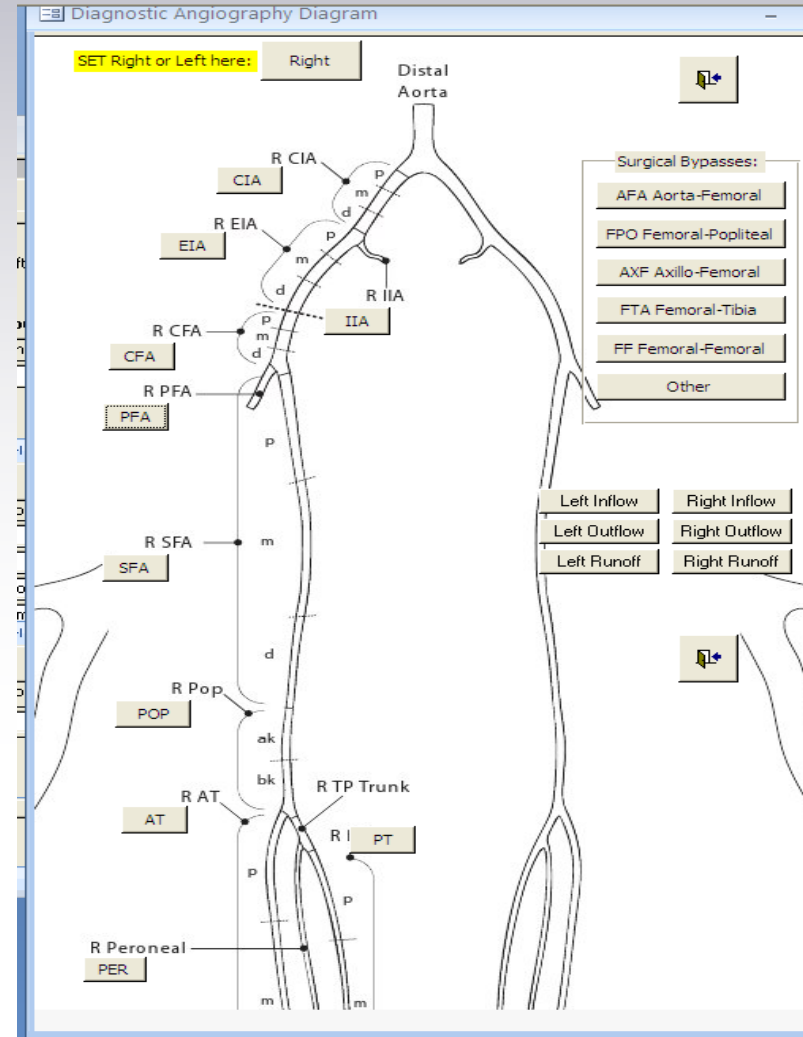 Diagnostic Angiography Diagram
SET Right or Left here:
Right
Distal
Aorta
R CIA
CIA
p
m
d
R EIA
EIA
p
m
d
R IIA
IIA
R CFA
CFA
p
m
d
R PFA
PFA
Surgical Bypasses:
AFA Aorta-Femoral
FPO Femoral-Popliteal
AXF Axillo-Femoral
FTA Femoral-Tibia
FF Femoral-Femoral
Other
p
R SFA
m
SFA
d
Left Inflow
Right Inflow
Left Outflow
Right Outflow
Left Runoff
Right Runoff
R Pop
POP
ak
bk
R TP Trunk
R AT
AT
R
PT
p
p
R Peroneal
PER
m
m